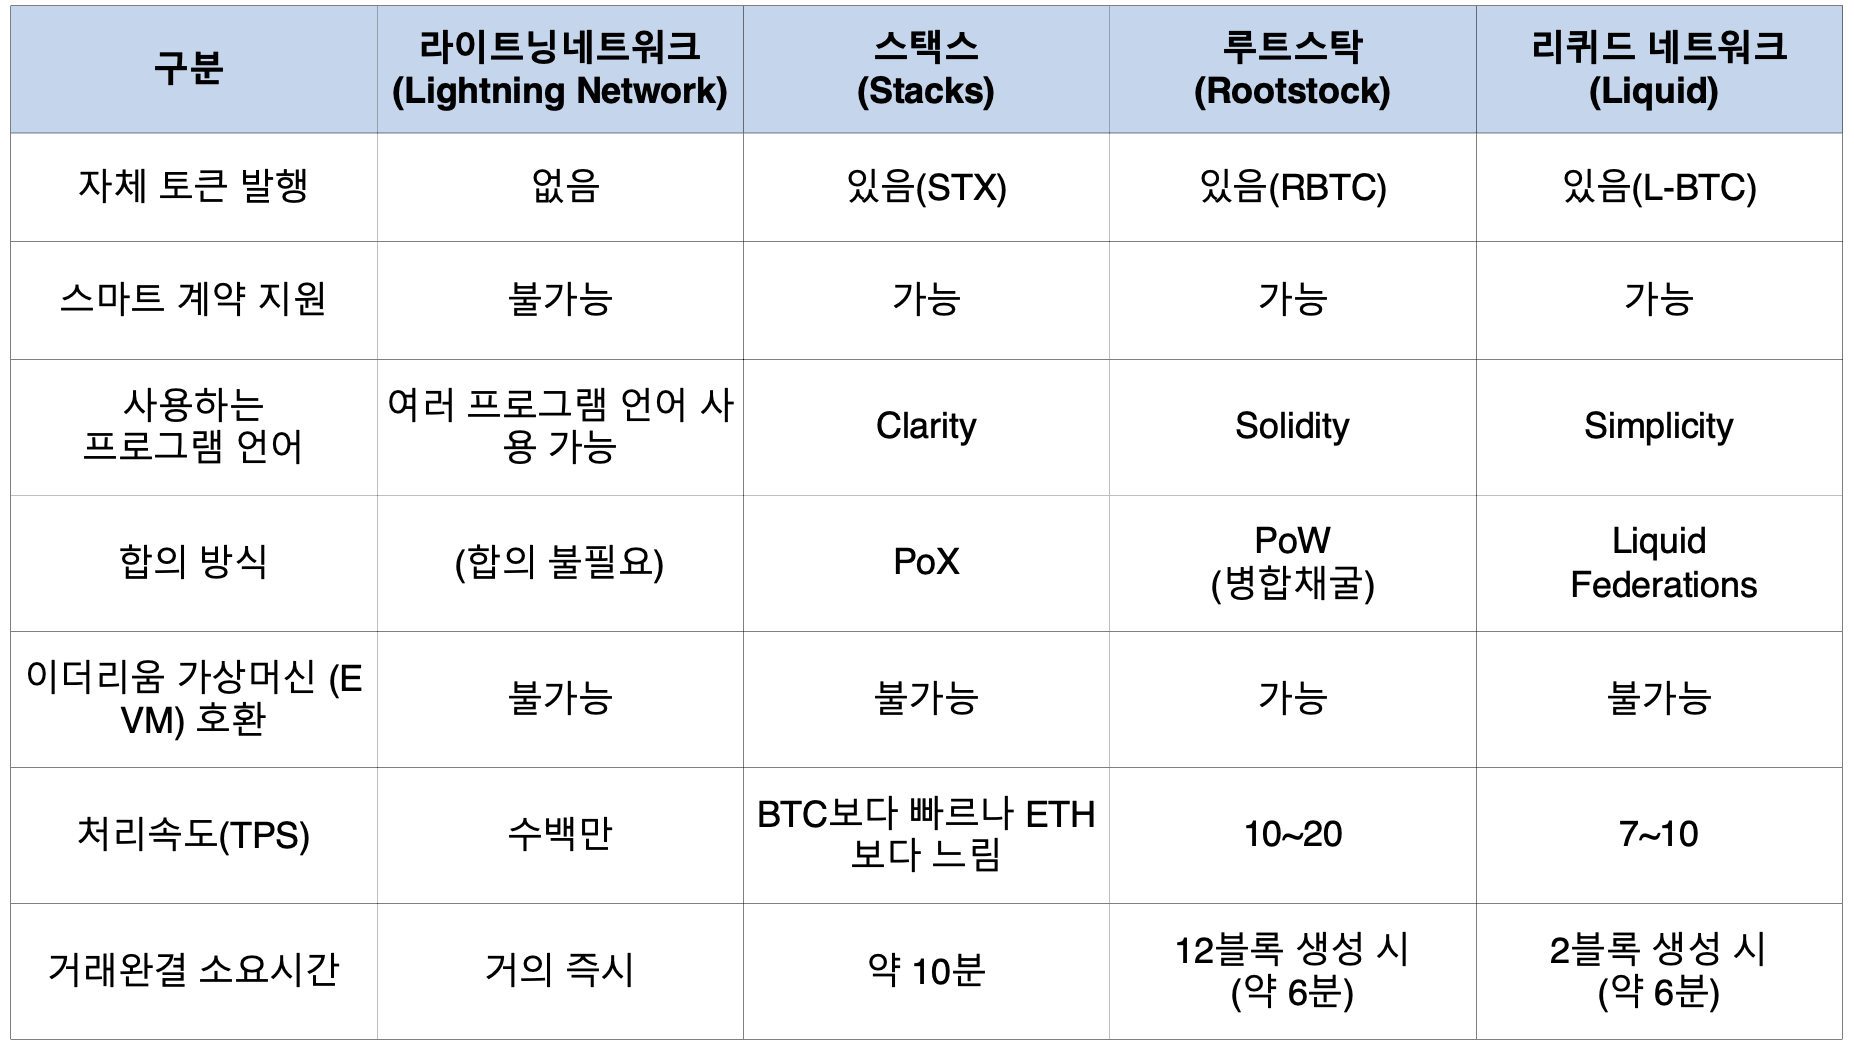 구분
라이트닝네트워크
(Lightning Network)
스택스
(Stacks)
루트스탁
(Rootstock)
리퀴드 네트워크
(Liquid)
자체 토큰 발행
없음
있음(STX)
있음(RBTC)
있음(L-BTC)
스마트 계약 지원
불가능
가능
가능
가능
사용하는
프로그램 언어
여러 프로그램 언어 사
용 가능
Clarity
Solidity
Simplicity
합의 방식
(합의 불필요)
PoX
PoW
(병합채굴)
Liquid
Federations
이더리움 가상머신 (E
VM) 호환
불가능
불가능
가능
불가능
처리속도(TPS)
수백만
BTC보다 빠르나 ETH
보다 느림
10~20
7~10
거래완결 소요시간
거의 즉시
약 10분
12블록 생성 시
(약 6분)
2블록 생성 시
(약 6분)